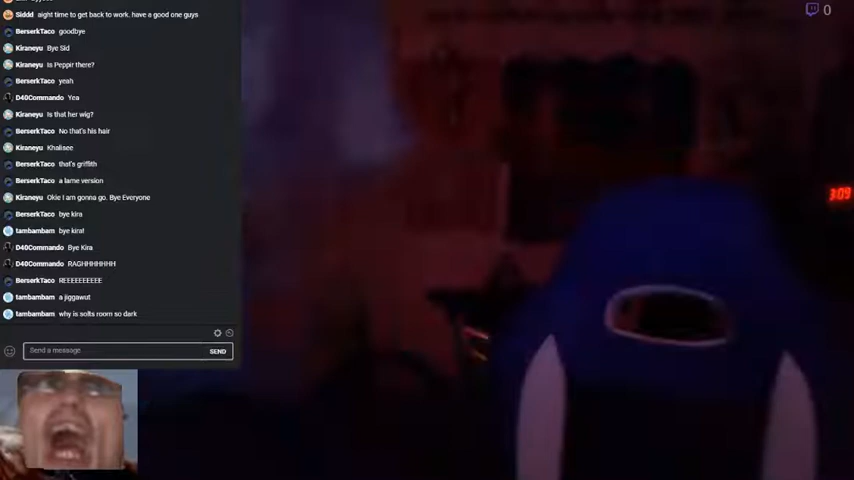 0
Siddd aight time to get back to work. have a good one guys
BerserkTaco goodbye
Kiraneyu Bye Sid
Kiraneyu Is Peppir there?
BerserkTaco yeah
D40Commando Yea
Kiraneyu Is that her wig?
BerserkTaco No that's his hair
Kiraneyu Khalisee
BerserkTaco that's griffith
BerserkTaco a lame version
Kiraneyu Okie I am gonna go. Bye Everyone
BerserkTaco bye kira
tambambam bye kira!
D40Commando Bye Kira
D40Commando RAGHHHHHHH
BerserkTaco REEEEEEEEEE
tambambam a jiggawut
tambambam why is solts room so dark
Send a message
SEND
3:09